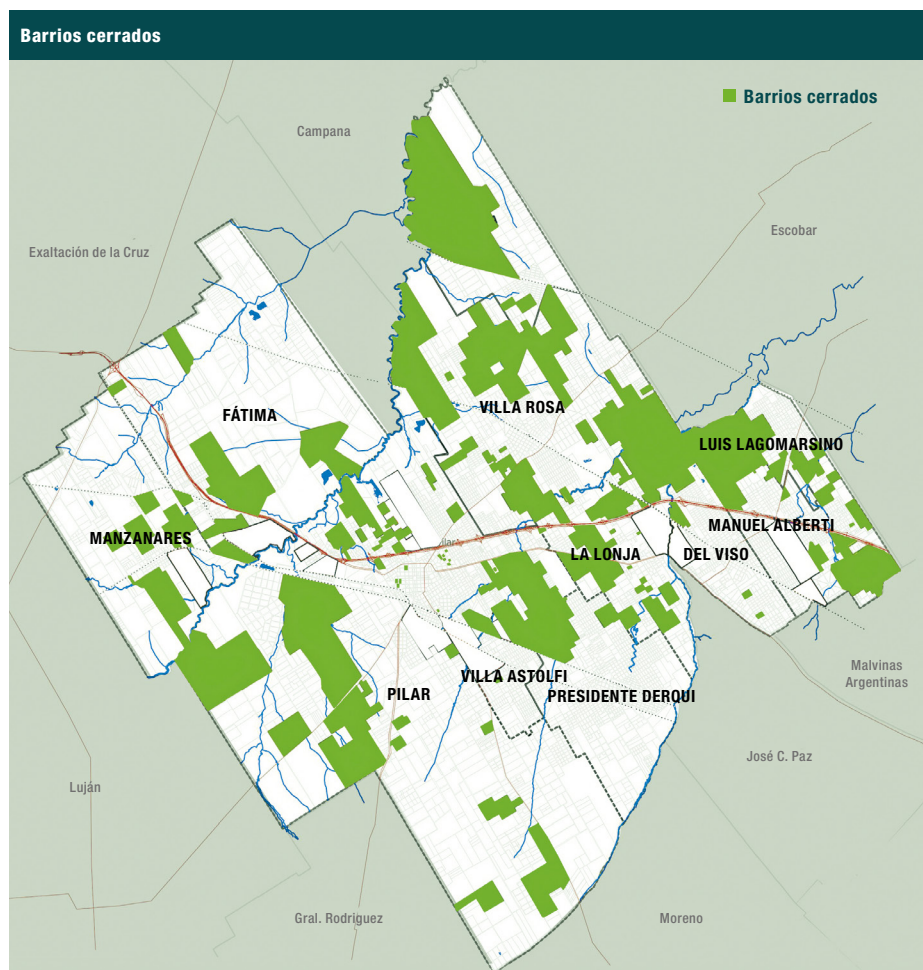 Barrios cerrados
Barrios cerrados
Campana
Escobar
Exaltación de la Cruz
FÁTIMA
VILLA ROSA
LUIS LAGOMARSINO
MANZANARES
MANUEL ALBERTI
LA LONJA
DEL VISO
VILLA ASTOLFI
PILAR
PRESIDENTE DERQUI
Malvinas
Argentinas
José C. Paz
Luján
Gral. Rodriguez
Moreno